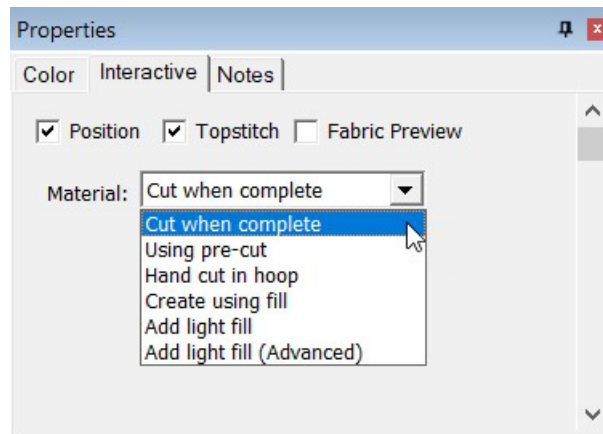 Properties
Color Interactive Notes
Position Topstitch Fabric Preview
Material: Cut when complete
Cut when complete
Using pre-cut
Hand cut in hoop
Create using fill
Add light fill
Add light fill (Advanced)